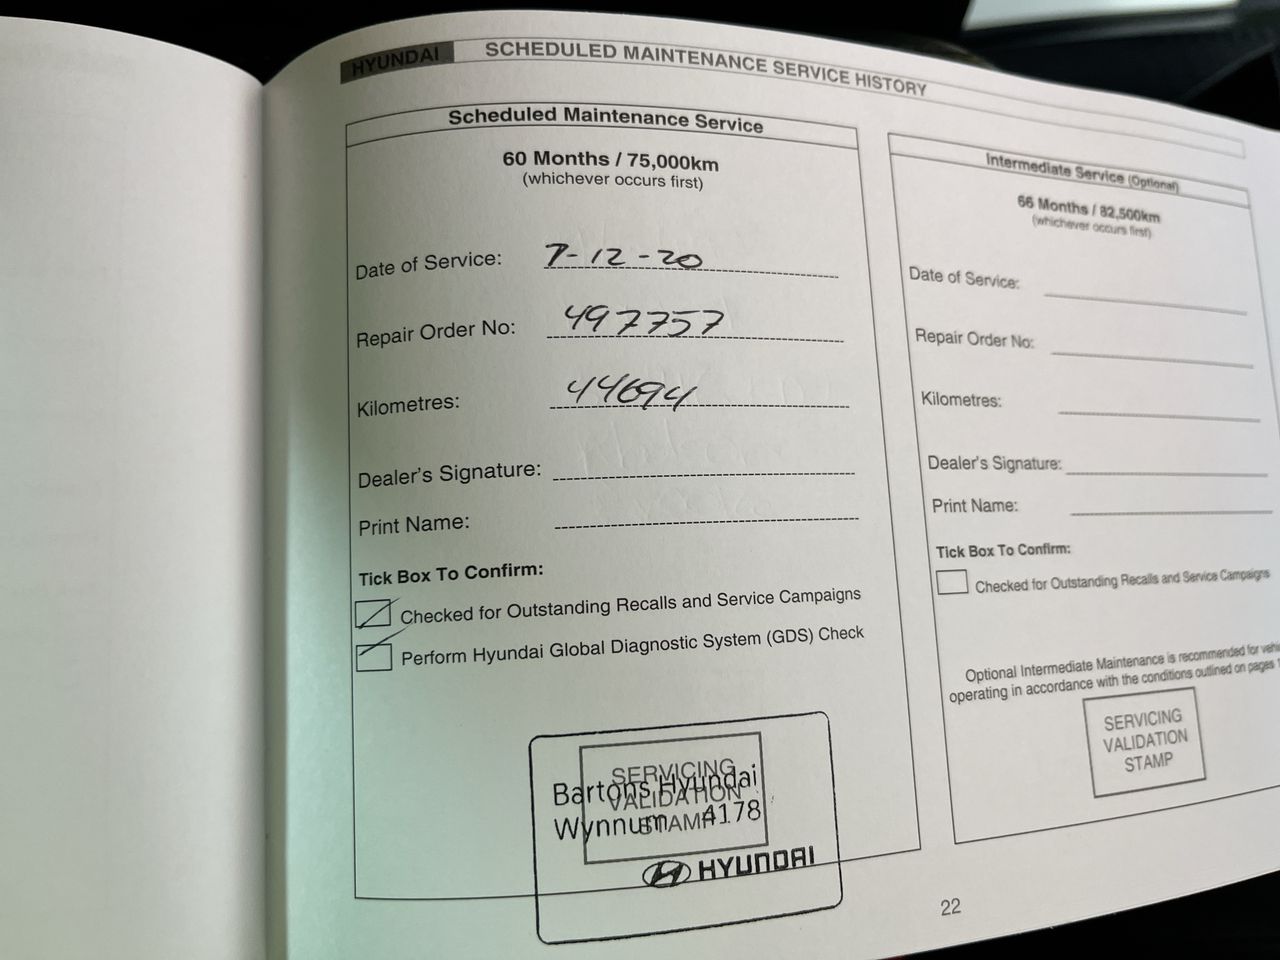 HYUNDAI
SCHEDULED MAINTENANCE SERVICE HISTORY
Scheduled Maintenance Service
60 Months / 75,000km
(whichever occurs first)
Date of Service: 7-12-20
Repair Order No: 497757
Kilometres: 44694
Dealer's Signature:
Print Name:
Tick Box To Confirm:
Checked for Outstanding Recalls and Service Campaigns
Perform Hyundai Global Diagnostic System (GDS) Check
SERVICING
VALIDATION
STAMP
Bartons Hyundai
Wynnum 4178
HYUNDAI
Intermediate Service (Optional)
66 Months / 82,500km
(whichever occurs first)
Date of Service:
Repair Order No:
Kilometres:
Dealer's Signature:
Print Name:
Tick Box To Confirm:
Checked for Outstanding Recalls and Service Campaigns
Optional Intermediate Maintenance is recommended for
operating in accordance with the conditions outlined on pages
SERVICING
VALIDATION
STAMP
22